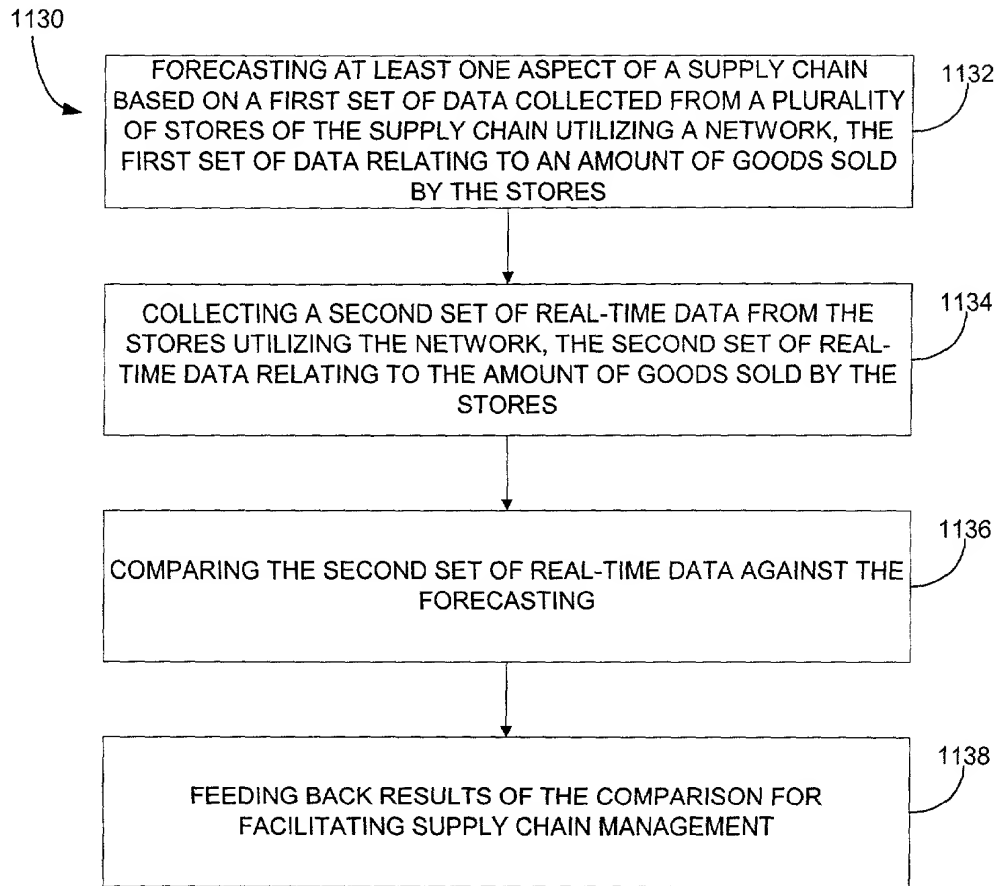 1130
FORECASTING AT LEAST ONE ASPECT OF A SUPPLY CHAIN
BASED ON A FIRST SET OF DATA COLLECTED FROM A PLURALITY
OF STORES OF THE SUPPLY CHAIN UTILIZING A NETWORK, THE
FIRST SET OF DATA RELATING TO AN AMOUNT OF GOODS SOLD
BY THE STORES
1132
COLLECTING A SECOND SET OF REAL-TIME DATA FROM THE
STORES UTILIZING THE NETWORK, THE SECOND SET OF REAL-
TIME DATA RELATING TO THE AMOUNT OF GOODS SOLD BY THE
STORES
1134
COMPARING THE SECOND SET OF REAL-TIME DATA AGAINST THE
FORECASTING
1136
FEEDING BACK RESULTS OF THE COMPARISON FOR
FACILITATING SUPPLY CHAIN MANAGEMENT
1138